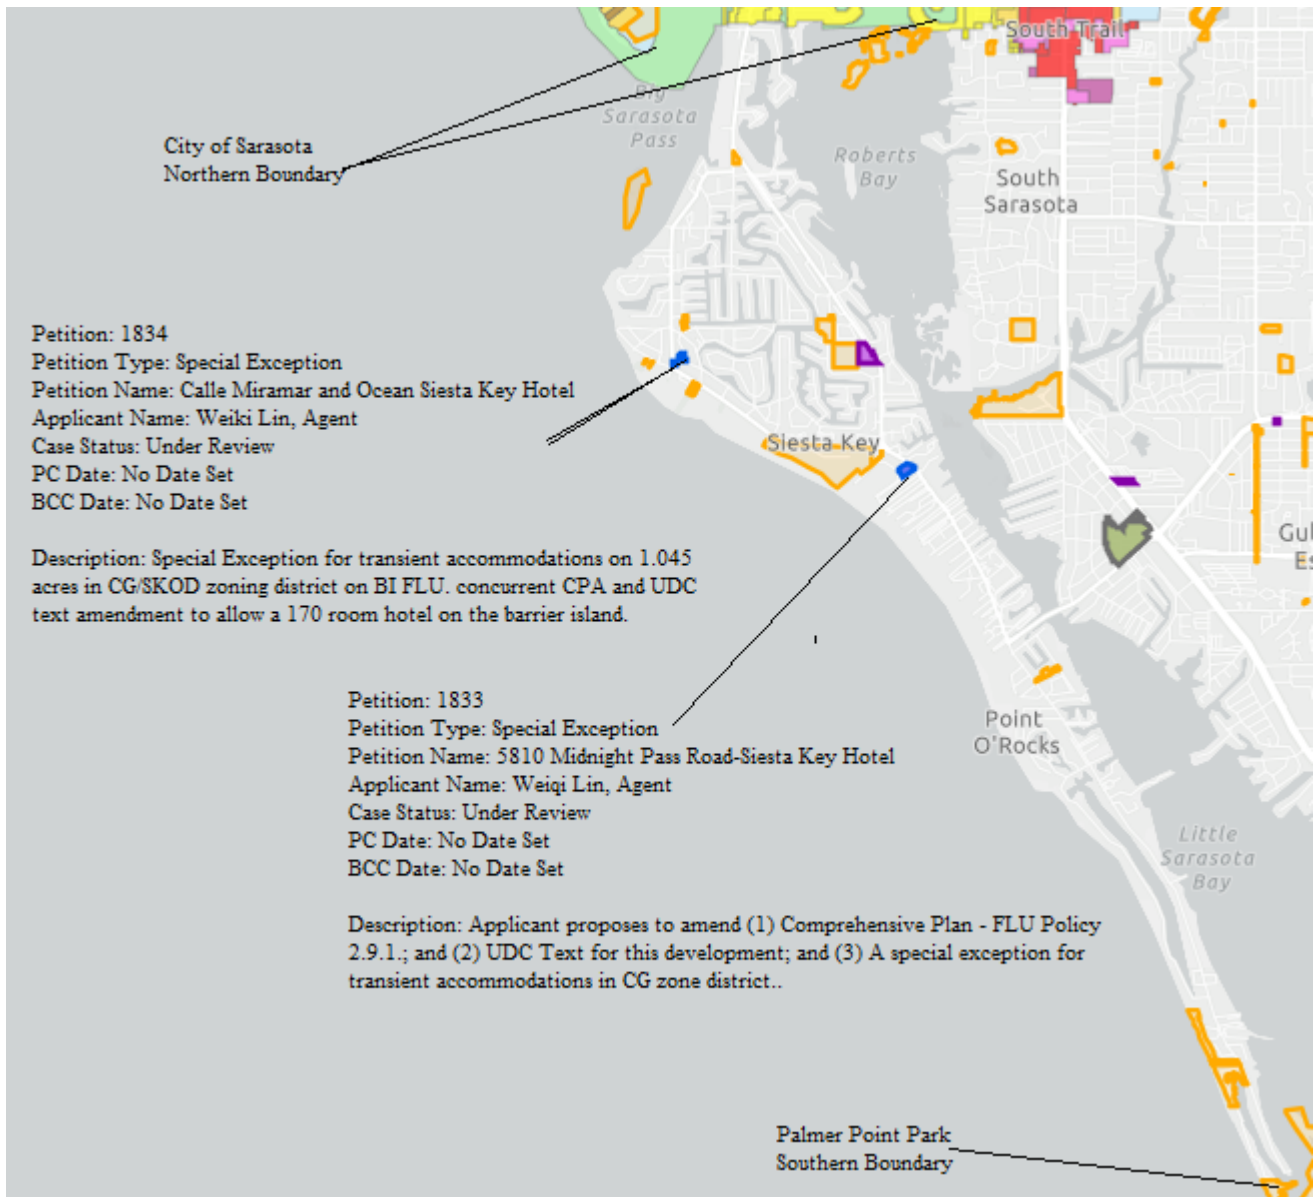 South Trail
Big
Sarasota
Pass
City of Sarasota
Northern Boundary
Roberts
Bay
South
Sarasota
Petition: 1834
Petition Type: Special Exception
Petition Name: Calle Miramar and Ocean Siesta Key Hotel
Applicant Name: Weiki Lin, Agent
Case Status: Under Review
PC Date: No Date Set
BCC Date: No Date Set
Siesta Key
Description: Special Exception for transient accommodations on 1.045
acres in CG/SKOD zoning district on BI FLU. concurrent CPA and UDC
text amendment to allow a 170 room hotel on the barrier island.
Gul
Es
Petition: 1833
Petition Type: Special Exception
Petition Name: 5810 Midnight Pass Road-Siesta Key Hotel
Applicant Name: Weiqi Lin, Agent
Case Status: Under Review
PC Date: No Date Set
BCC Date: No Date Set
Point
O'Rocks
Little
Sarasota
Bay
Description: Applicant proposes to amend (1) Comprehensive Plan - FLU Policy
2.9.1.; and (2) UDC Text for this development; and (3) A special exception for
transient accommodations in CG zone district..
Palmer Point Park
Southern Boundary